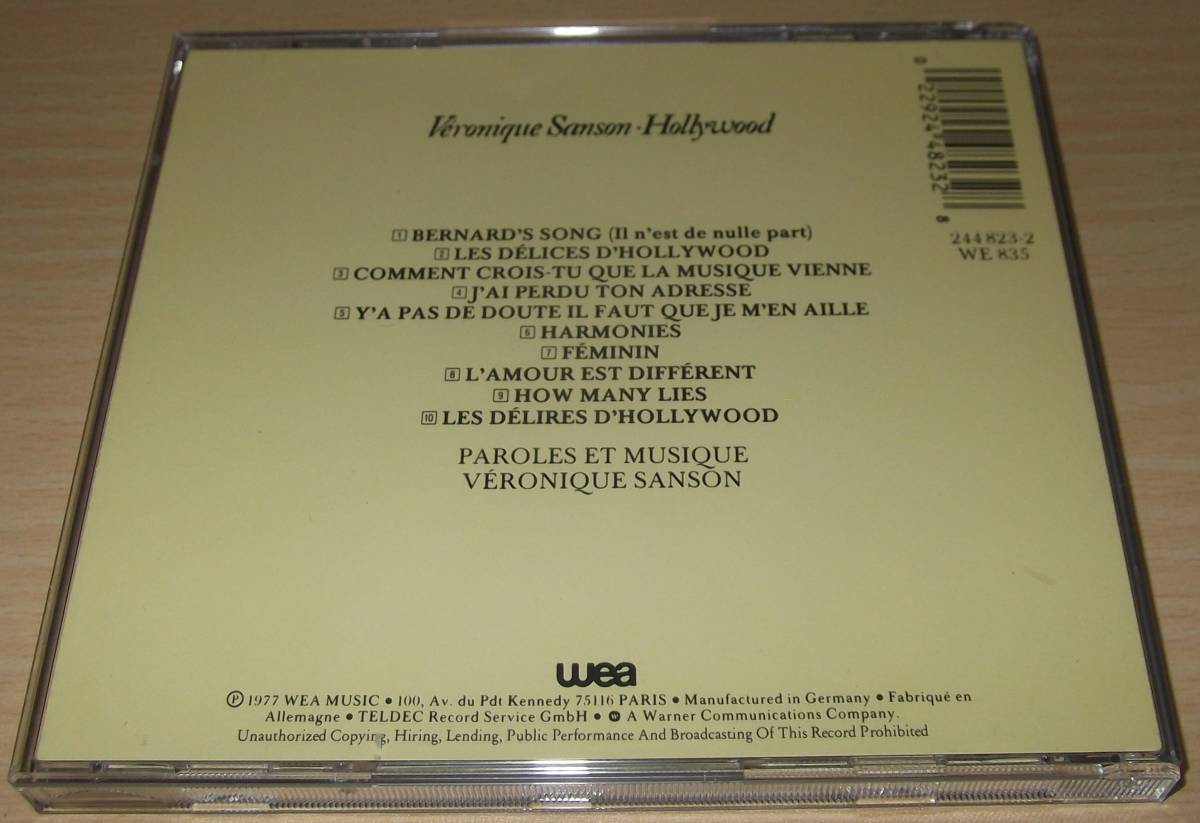 Véronique Sanson · Hollywood
0 22924 48232 8
244 823-2
WE 835
1 BERNARD'S SONG (Il n'est de nulle part)
2 LES DÉLICES D'HOLLYWOOD
3 COMMENT CROIS-TU QUE LA MUSIQUE VIENNE
4 J'AI PERDU TON ADRESSE
5 Y'A PAS DE DOUTE IL FAUT QUE JE M'EN AILLE
6 HARMONIES
7 FÉMININ
8 L'AMOUR EST DIFFÉRENT
9 HOW MANY LIES
10 LES DÉLIRES D'HOLLYWOOD
PAROLES ET MUSIQUE
VÉRONIQUE SANSON
wea
℗ 1977 WEA MUSIC • 100, Av. du Pdt Kennedy 75116 PARIS • Manufactured in Germany • Fabriqué en
Allemagne • TELDEC Record Service GmbH • W A Warner Communications Company.
Unauthorized Copying, Hiring, Lending, Public Performance And Broadcasting Of This Record Prohibited